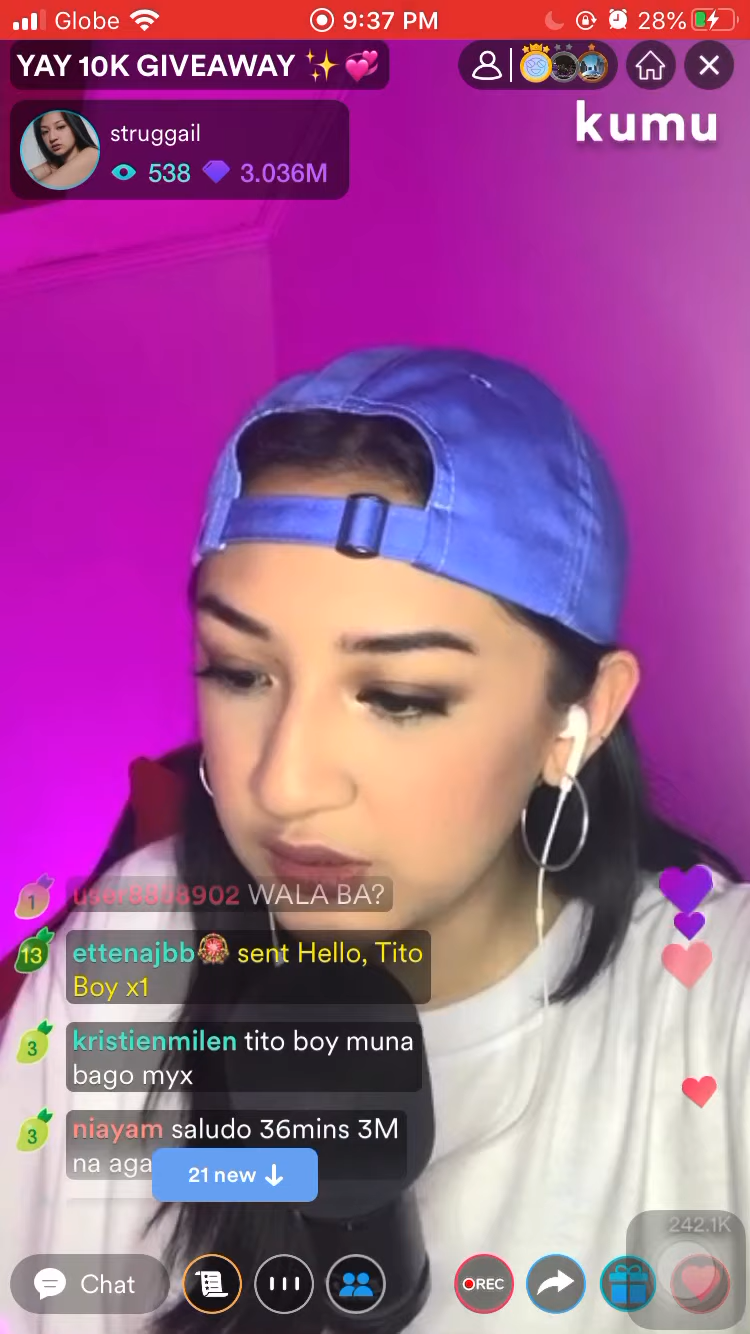 Globe 9:37 PM 28%
YAY 10K GIVEAWAY ✨💞
kumu
struggail
538 3.036M
1 user8858902 WALA BA?
13 ettenajbb sent Hello, Tito
Boy x1
3 kristienmilen tito boy muna
bago myx
3 niayam saludo 36mins 3M
na aga
21 new ↓
242.1K
Chat
REC